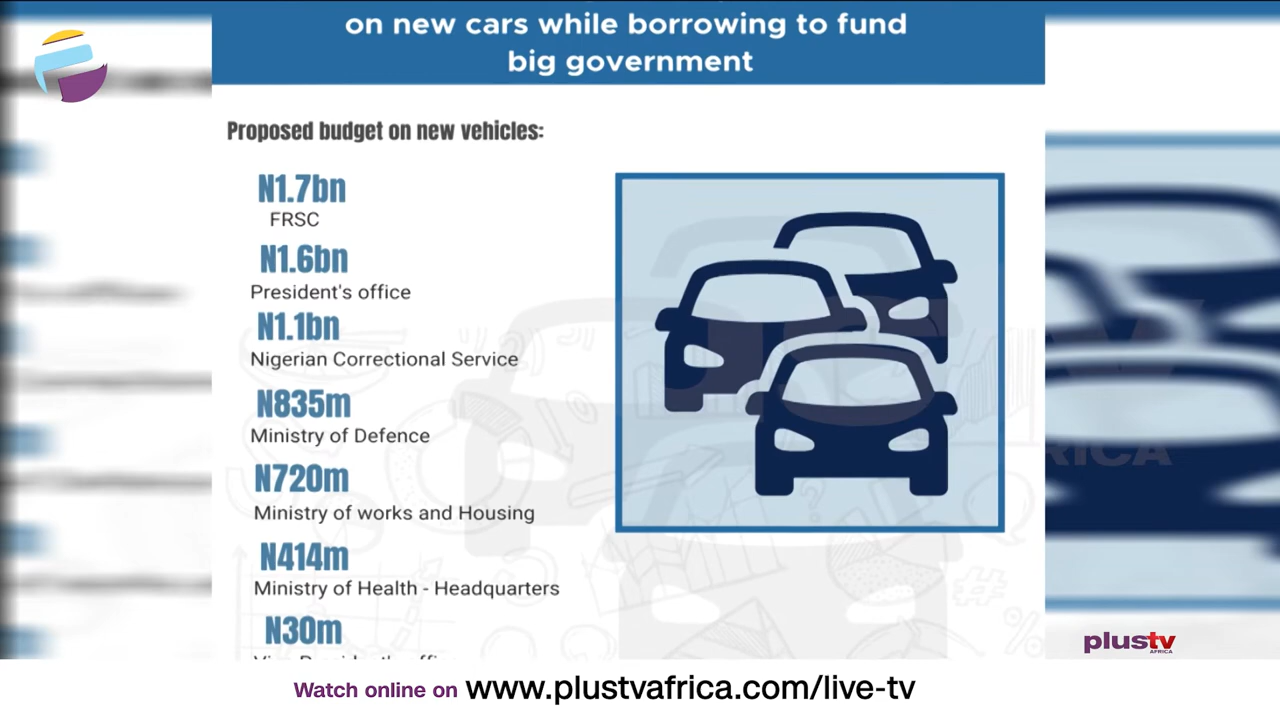 on new cars while borrowing to fund
big government
Proposed budget on new vehicles:
N1.7bn
FRSC
N1.6bn
President's office
N1.1bn
Nigerian Correctional Service
N835m
Ministry of Defence
N720m
Ministry of works and Housing
N414m
Ministry of Health - Headquarters
N30m
RICA
plustv
AFRICA
Watch online on www.plustvafrica.com/live-tv